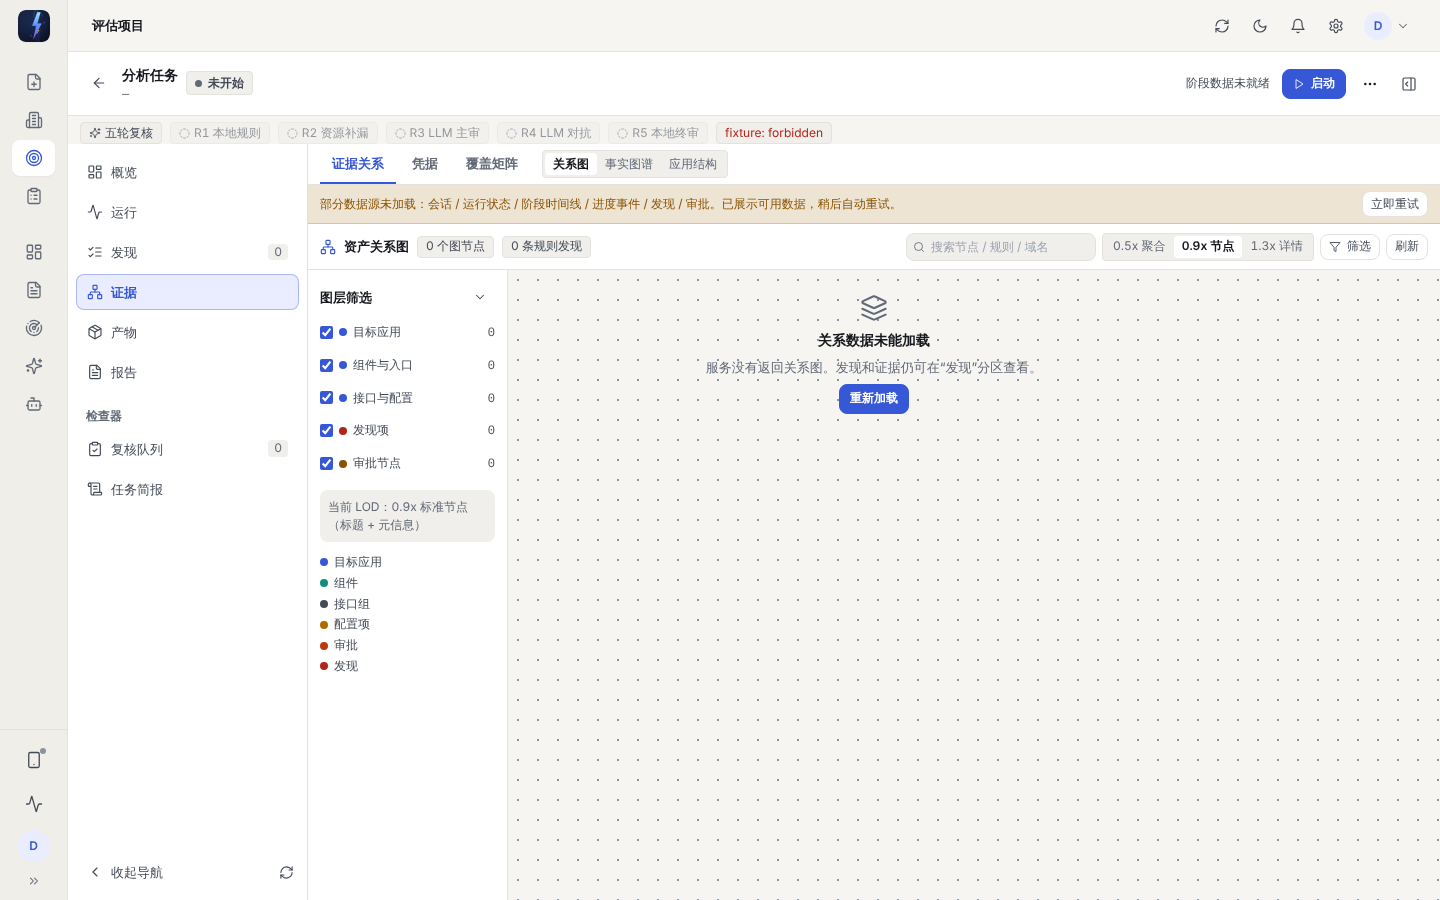 评估项目
D
分析任务
–
未开始
阶段数据未就绪
启动
五轮复核
R1 本地规则
R2 资源补漏
R3 LLM 主审
R4 LLM 对抗
R5 本地终审
fixture: forbidden
概览
运行
发现 0
证据
产物
报告
检查器
复核队列 0
任务简报
收起导航
D
证据关系
凭据
覆盖矩阵
关系图
事实图谱
应用结构
部分数据源未加载：会话 / 运行状态 / 阶段时间线 / 进度事件 / 发现 / 审批。已展示可用数据，稍后自动重试。
立即重试
资产关系图
0 个图节点
0 条规则发现
搜索节点 / 规则 / 域名
0.5x 聚合
0.9x 节点
1.3x 详情
筛选
刷新
图层筛选
目标应用 0
组件与入口 0
接口与配置 0
发现项 0
审批节点 0
当前 LOD：0.9x 标准节点
（标题 + 元信息）
目标应用
组件
接口组
配置项
审批
发现
关系数据未能加载
服务没有返回关系图。发现和证据仍可在“发现”分区查看。
重新加载